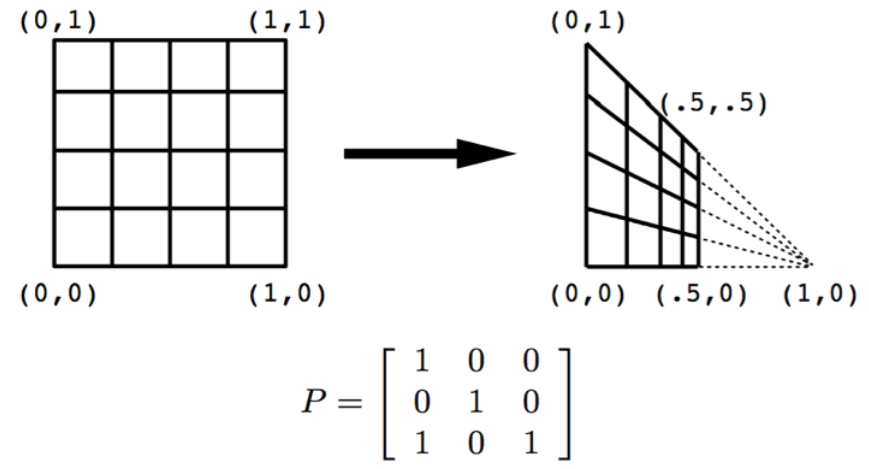 (0,1) (1,1) (0,1)
(.5,.5)
(0,0) (1,0) (0,0) (.5,0) (1,0)
P = [ 1 0 0
0 1 0
1 0 1 ]